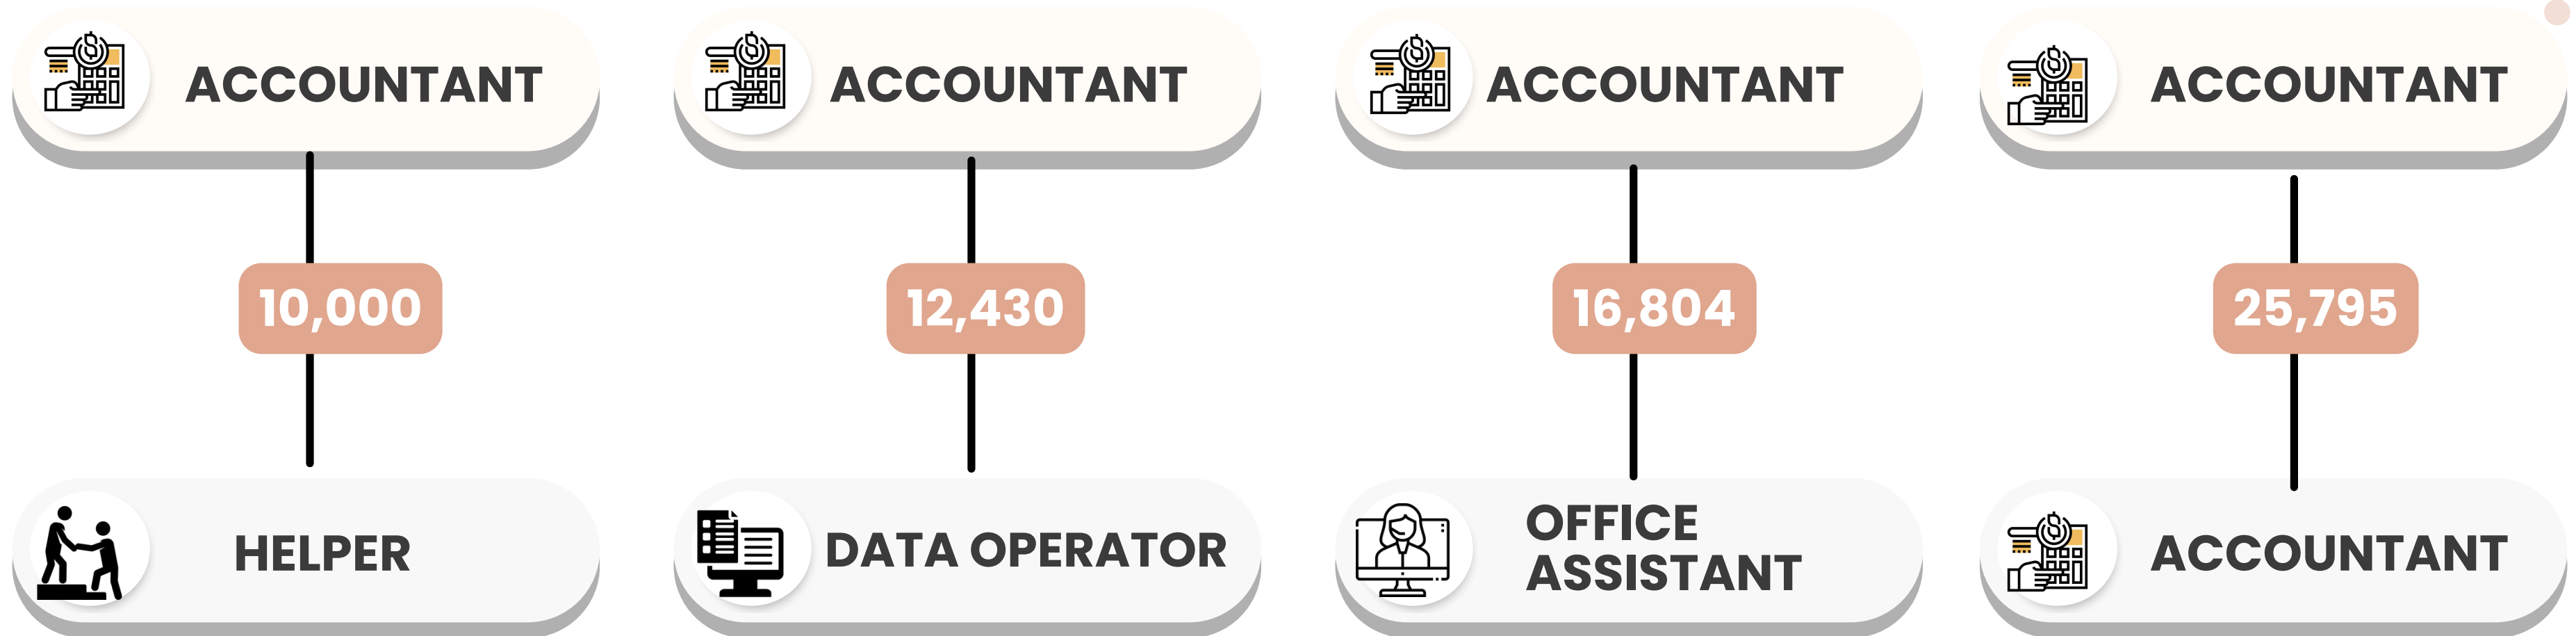 ACCOUNTANT
ACCOUNTANT
ACCOUNTANT
ACCOUNTANT
10,000
12,430
16,804
25,795
HELPER
DATA OPERATOR
OFFICE
ASSISTANT
ACCOUNTANT